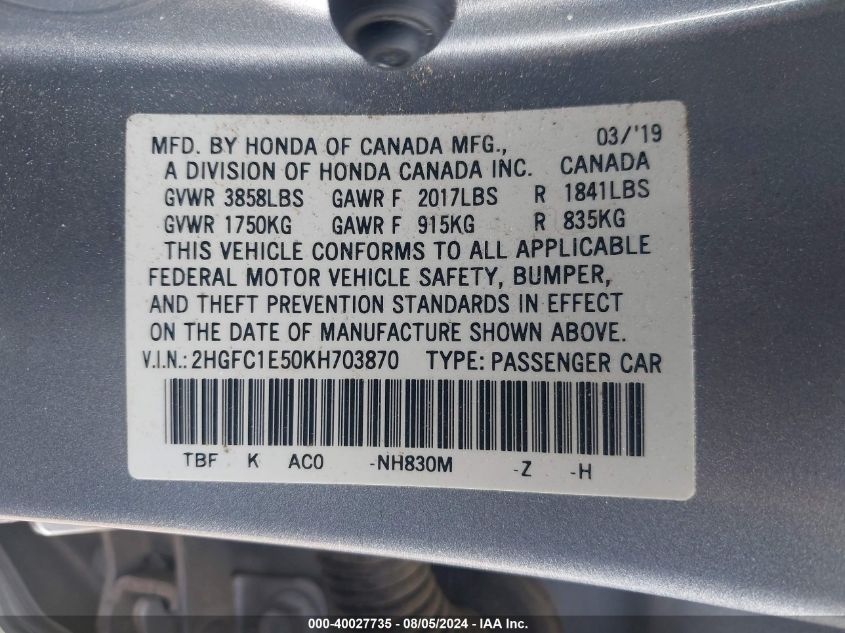 MFD. BY HONDA OF CANADA MFG., 03/'19
A DIVISION OF HONDA CANADA INC. CANADA
GVWR 3858LBS GAWR F 2017LBS R 1841LBS
GVWR 1750KG GAWR F 915KG R 835KG
THIS VEHICLE CONFORMS TO ALL APPLICABLE
FEDERAL MOTOR VEHICLE SAFETY, BUMPER,
AND THEFT PREVENTION STANDARDS IN EFFECT
ON THE DATE OF MANUFACTURE SHOWN ABOVE.
V.I.N.: 2HGFC1E50KH703870 TYPE: PASSENGER CAR
TBF K AC0 -NH830M -Z -H
000-40027735 - 08/05/2024 - IAA Inc.